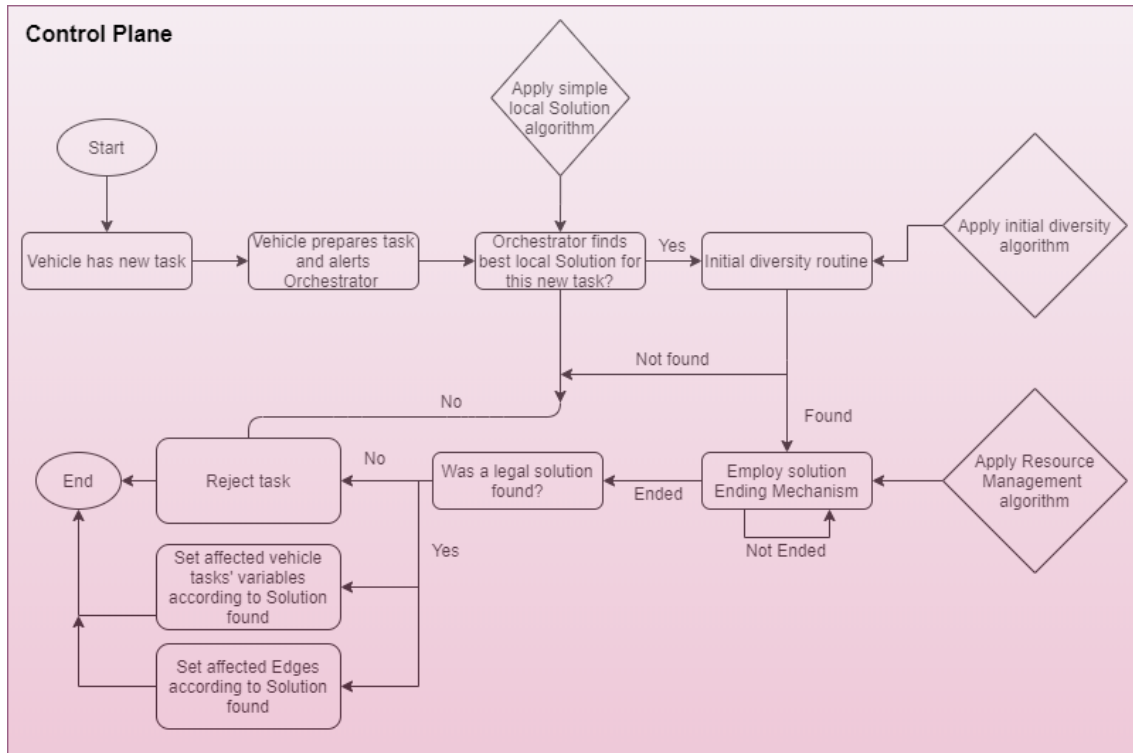 Control Plane
Apply simple
local Solution
algorithm
Start
Apply initial diversity
algorithm
Vehicle has new task
Vehicle prepares task
and alerts
Orchestrator
Orchestrator finds
best local Solution for
this new task?
Yes
Initial diversity routine
Not found
No
Found
End
Reject task
No
Was a legal solution
found?
Ended
Employ solution
Ending Mechanism
Not Ended
Apply Resource
Management
algorithm
Yes
Set affected vehicle
tasks' variables
according to Solution
found
Set affected Edges
according to Solution
found